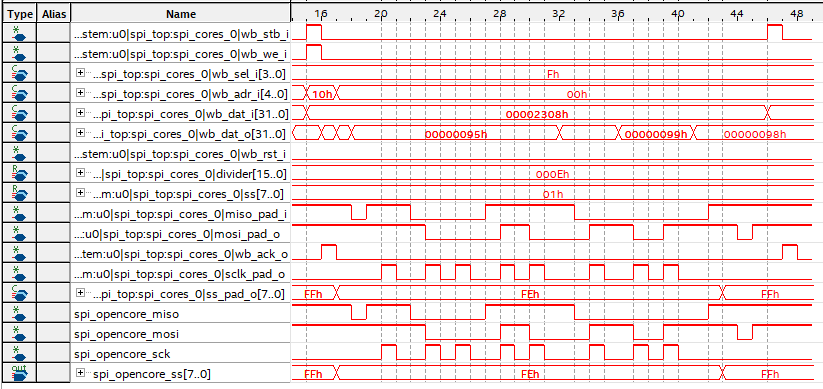 Type Alias Name 16 20 24 28 32 36 40 44 48
...stem:u0|spi_top:spi_cores_0|wb_stb_i
...stem:u0|spi_top:spi_cores_0|wb_we_i
...spi_top:spi_cores_0|wb_sel_i[3..0] Fh
...spi_top:spi_cores_0|wb_adr_i[4..0] 10h 00h
...pi_top:spi_cores_0|wb_dat_i[31..0] 00002308h
...i_top:spi_cores_0|wb_dat_o[31..0] 00000095h 00000099h 00000098h
...stem:u0|spi_top:spi_cores_0|wb_rst_i
...|spi_top:spi_cores_0|divider[15..0] 000Eh
...m:u0|spi_top:spi_cores_0|ss[7..0] 01h
...m:u0|spi_top:spi_cores_0|miso_pad_i
...:u0|spi_top:spi_cores_0|mosi_pad_o
...tem:u0|spi_top:spi_cores_0|wb_ack_o
...m:u0|spi_top:spi_cores_0|sclk_pad_o
...pi_top:spi_cores_0|ss_pad_o[7..0] FFh FEh FFh
spi_opencore_miso
spi_opencore_mosi
spi_opencore_sck
out spi_opencore_ss[7..0] FFh FEh FFh